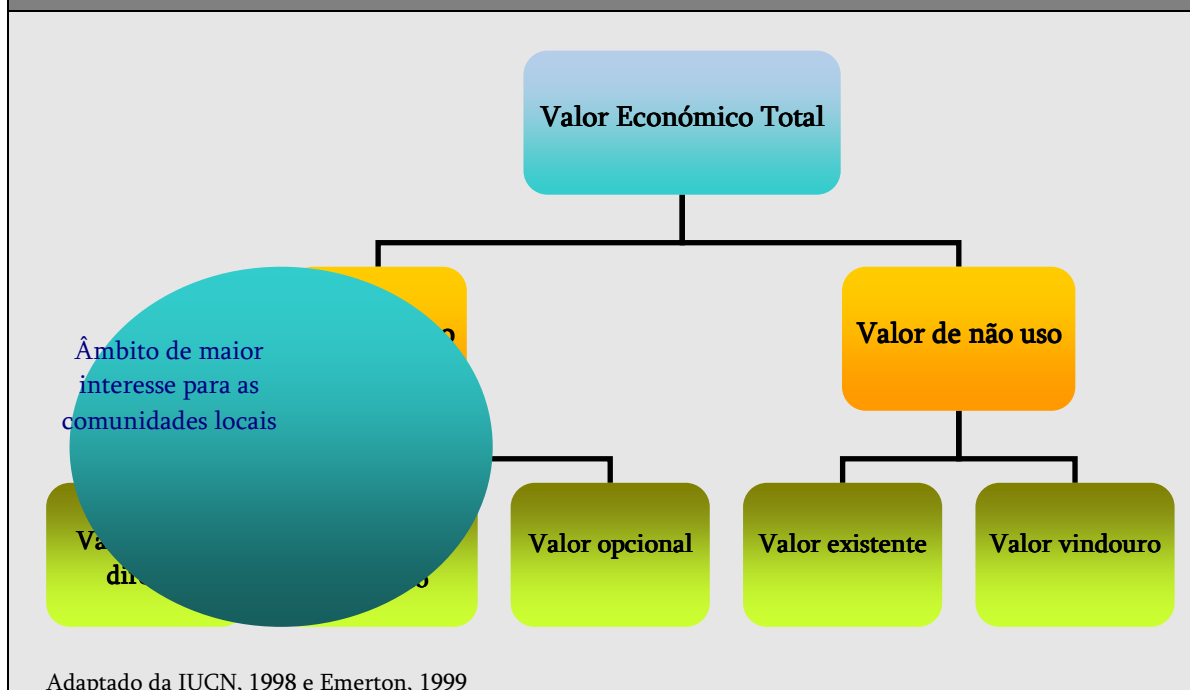 Valor Económico Total
Valor de não uso
Âmbito de maior
interesse para as
comunidades locais
Valor opcional
Valor existente
Valor vindouro
Adaptado da IUCN, 1998 e Emerton, 1999